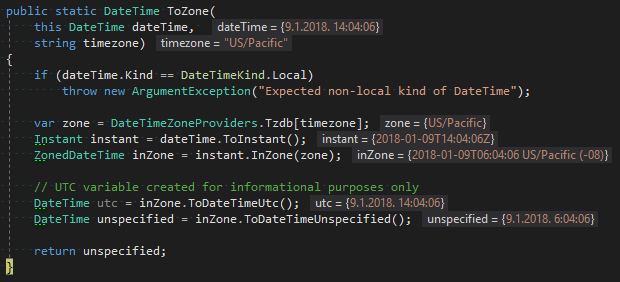 public static DateTime ToZone(
this DateTime dateTime, dateTime = {9.1.2018. 14:04:06}
string timezone) timezone = "US/Pacific"
{
if (dateTime.Kind == DateTimeKind.Local)
throw new ArgumentException("Expected non-local kind of DateTime");
var zone = DateTimeZoneProviders.Tzdb[timezone]; zone = {US/Pacific}
Instant instant = dateTime.ToInstant(); instant = {2018-01-09T14:04:06Z}
ZonedDateTime inZone = instant.InZone(zone); inZone = {2018-01-09T06:04:06 US/Pacific (-08)}
// UTC variable created for informational purposes only
DateTime utc = inZone.ToDateTimeUtc(); utc = {9.1.2018. 14:04:06}
DateTime unspecified = inZone.ToDateTimeUnspecified(); unspecified = {9.1.2018. 6:04:06}
return unspecified;
}